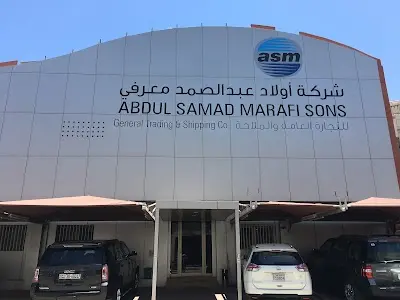 asm
شركة أولاد عبدالصمد معرفي
ABDUL SAMAD MARAFI SONS
General Trading & Shipping Co. للتجارة العامة والملاحة